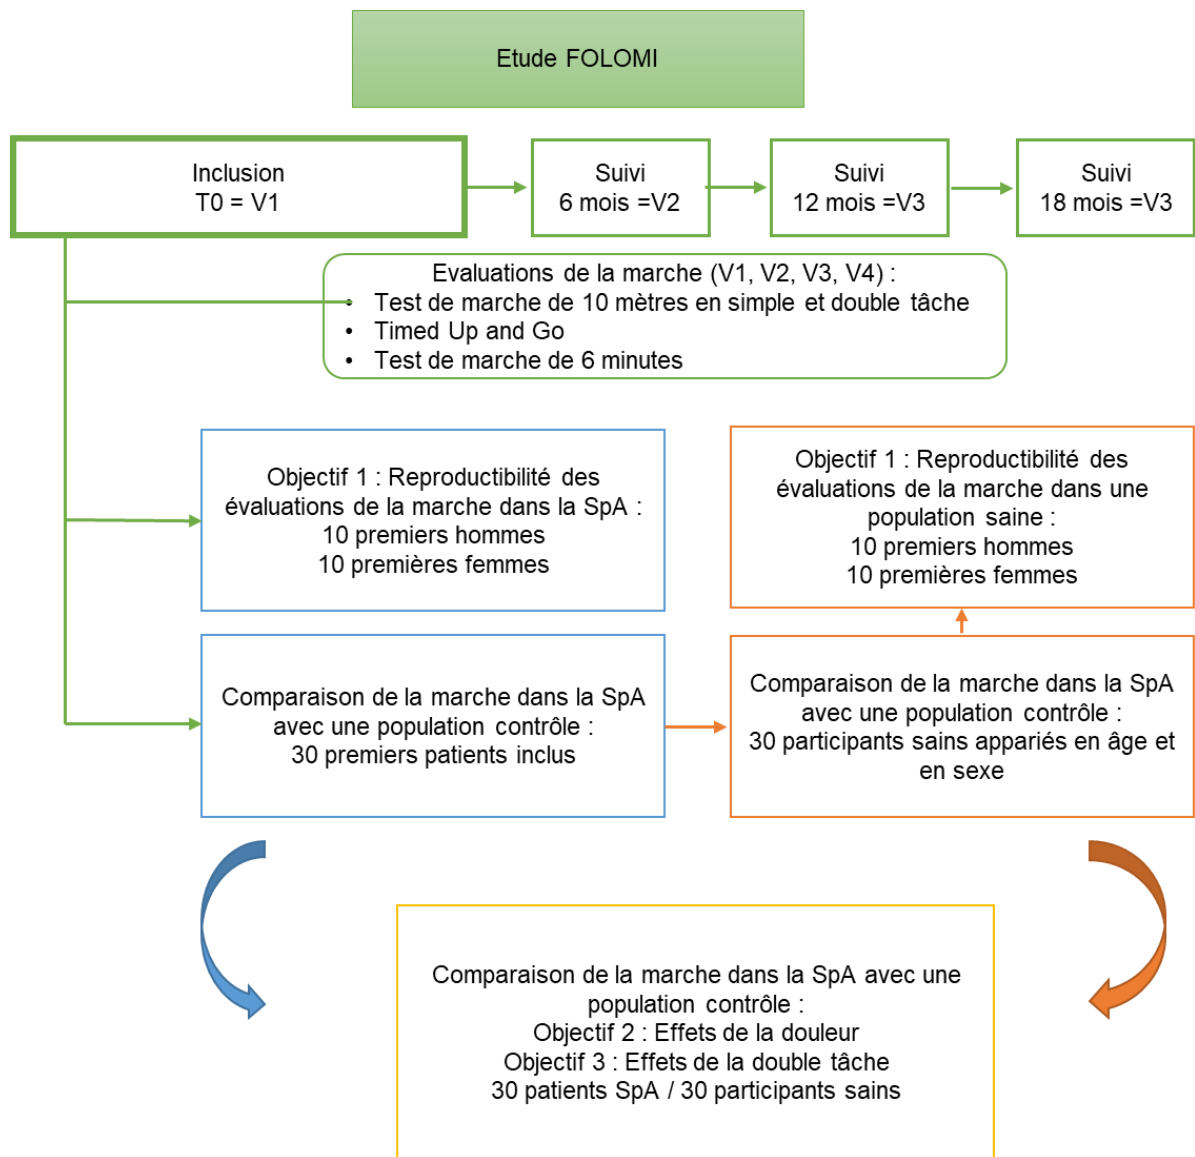 Etude FOLOMI
Inclusion
T0 = V1
Suivi
6 mois =V2
Suivi
12 mois =V3
Suivi
18 mois =V3
Evaluations de la marche (V1, V2, V3, V4) :
• Test de marche de 10 mètres en simple et double tâche
• Timed Up and Go
• Test de marche de 6 minutes
Objectif 1 : Reproductibilité des
évaluations de la marche dans la SpA :
10 premiers hommes
10 premières femmes
Objectif 1 : Reproductibilité des
évaluations de la marche dans une
population saine :
10 premiers hommes
10 premières femmes
Comparaison de la marche dans la SpA
avec une population contrôle :
30 premiers patients inclus
Comparaison de la marche dans la SpA
avec une population contrôle :
30 participants sains appariés en âge et
en sexe
Comparaison de la marche dans la SpA avec une
population contrôle :
Objectif 2 : Effets de la douleur
Objectif 3 : Effets de la double tâche
30 patients SpA / 30 participants sains